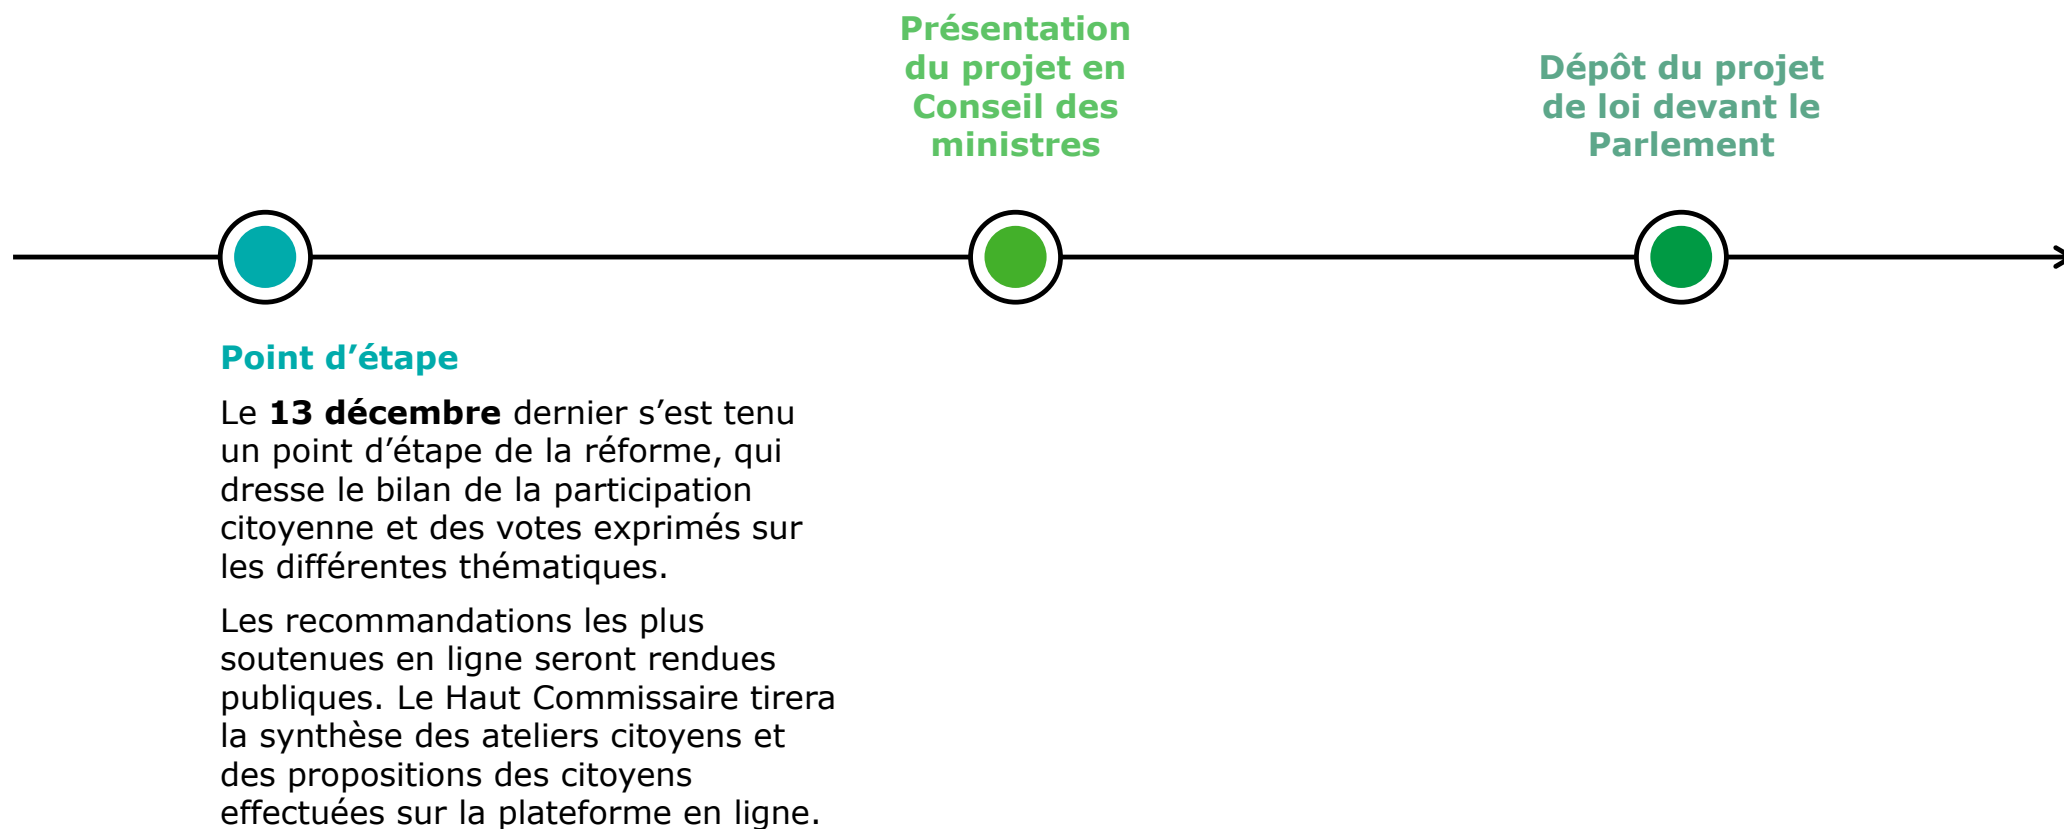 Présentation
du projet en
Conseil des
ministres
Dépôt du projet
de loi devant le
Parlement
Point d’étape
Le 13 décembre dernier s’est tenu
un point d’étape de la réforme, qui
dresse le bilan de la participation
citoyenne et des votes exprimés sur
les différentes thématiques.
Les recommandations les plus
soutenues en ligne seront rendues
publiques. Le Haut Commissaire tirera
la synthèse des ateliers citoyens et
des propositions des citoyens
effectuées sur la plateforme en ligne.